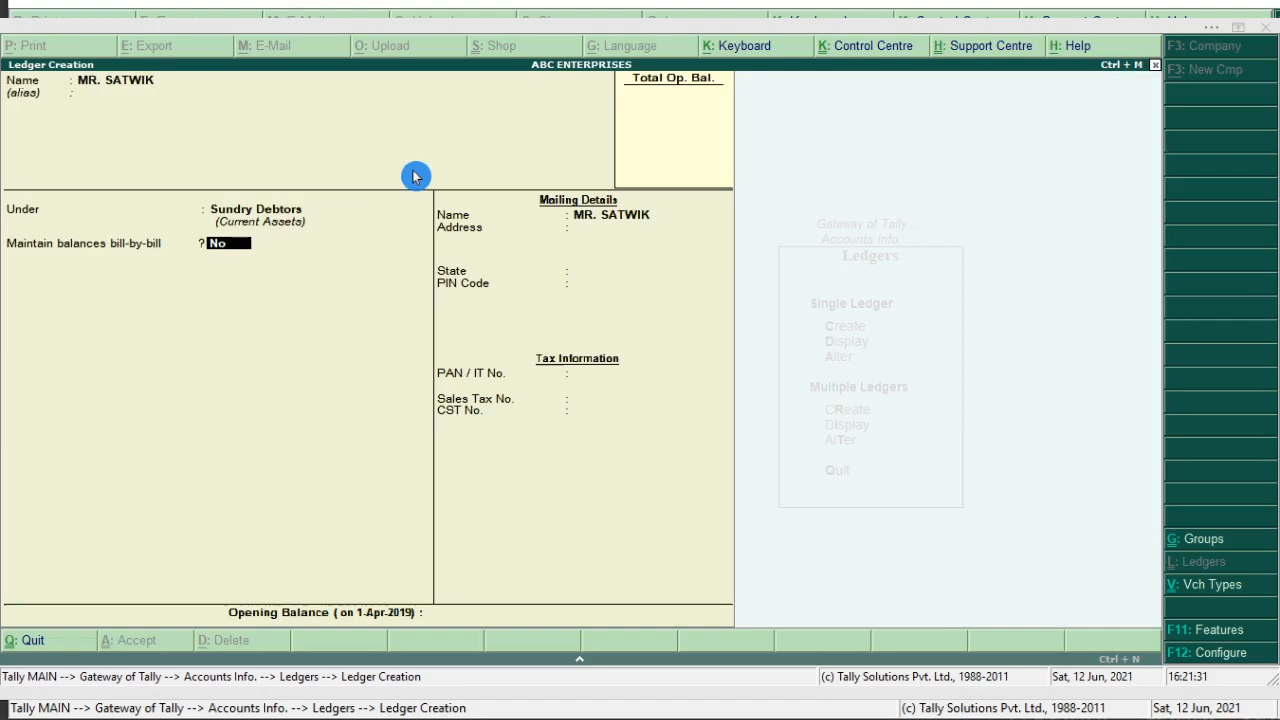 P: Print E: Export M: E-Mail O: Upload S: Shop G: Language K: Keyboard K: Control Centre H: Support Centre H: Help F3: Company
Ledger Creation ABC ENTERPRISES Ctrl + M
F3: New Cmp
Name : MR. SATWIK
(alias) :
Total Op. Bal.
Under : Sundry Debtors
(Current Assets)
Maintain balances bill-by-bill ? No
Mailing Details
Name : MR. SATWIK
Address :
State :
PIN Code :
Tax Information
PAN / IT No. :
Sales Tax No. :
CST No. :
Gateway of Tally ...
Accounts Info.
Ledgers
Single Ledger
Create
Display
Alter
Multiple Ledgers
CReate
DIsplay
AlTer
Quit
G: Groups
L: Ledgers
V: Vch Types
F11: Features
F12: Configure
Opening Balance ( on 1-Apr-2019) :
Q: Quit A: Accept D: Delete
Ctrl + N
Tally MAIN --> Gateway of Tally --> Accounts Info. --> Ledgers --> Ledger Creation (c) Tally Solutions Pvt. Ltd., 1988-2011 Sat, 12 Jun, 2021 16:21:31
Tally MAIN --> Gateway of Tally --> Accounts Info. --> Ledgers --> Ledger Creation (c) Tally Solutions Pvt. Ltd., 1988-2011 Sat, 12 Jun, 2021